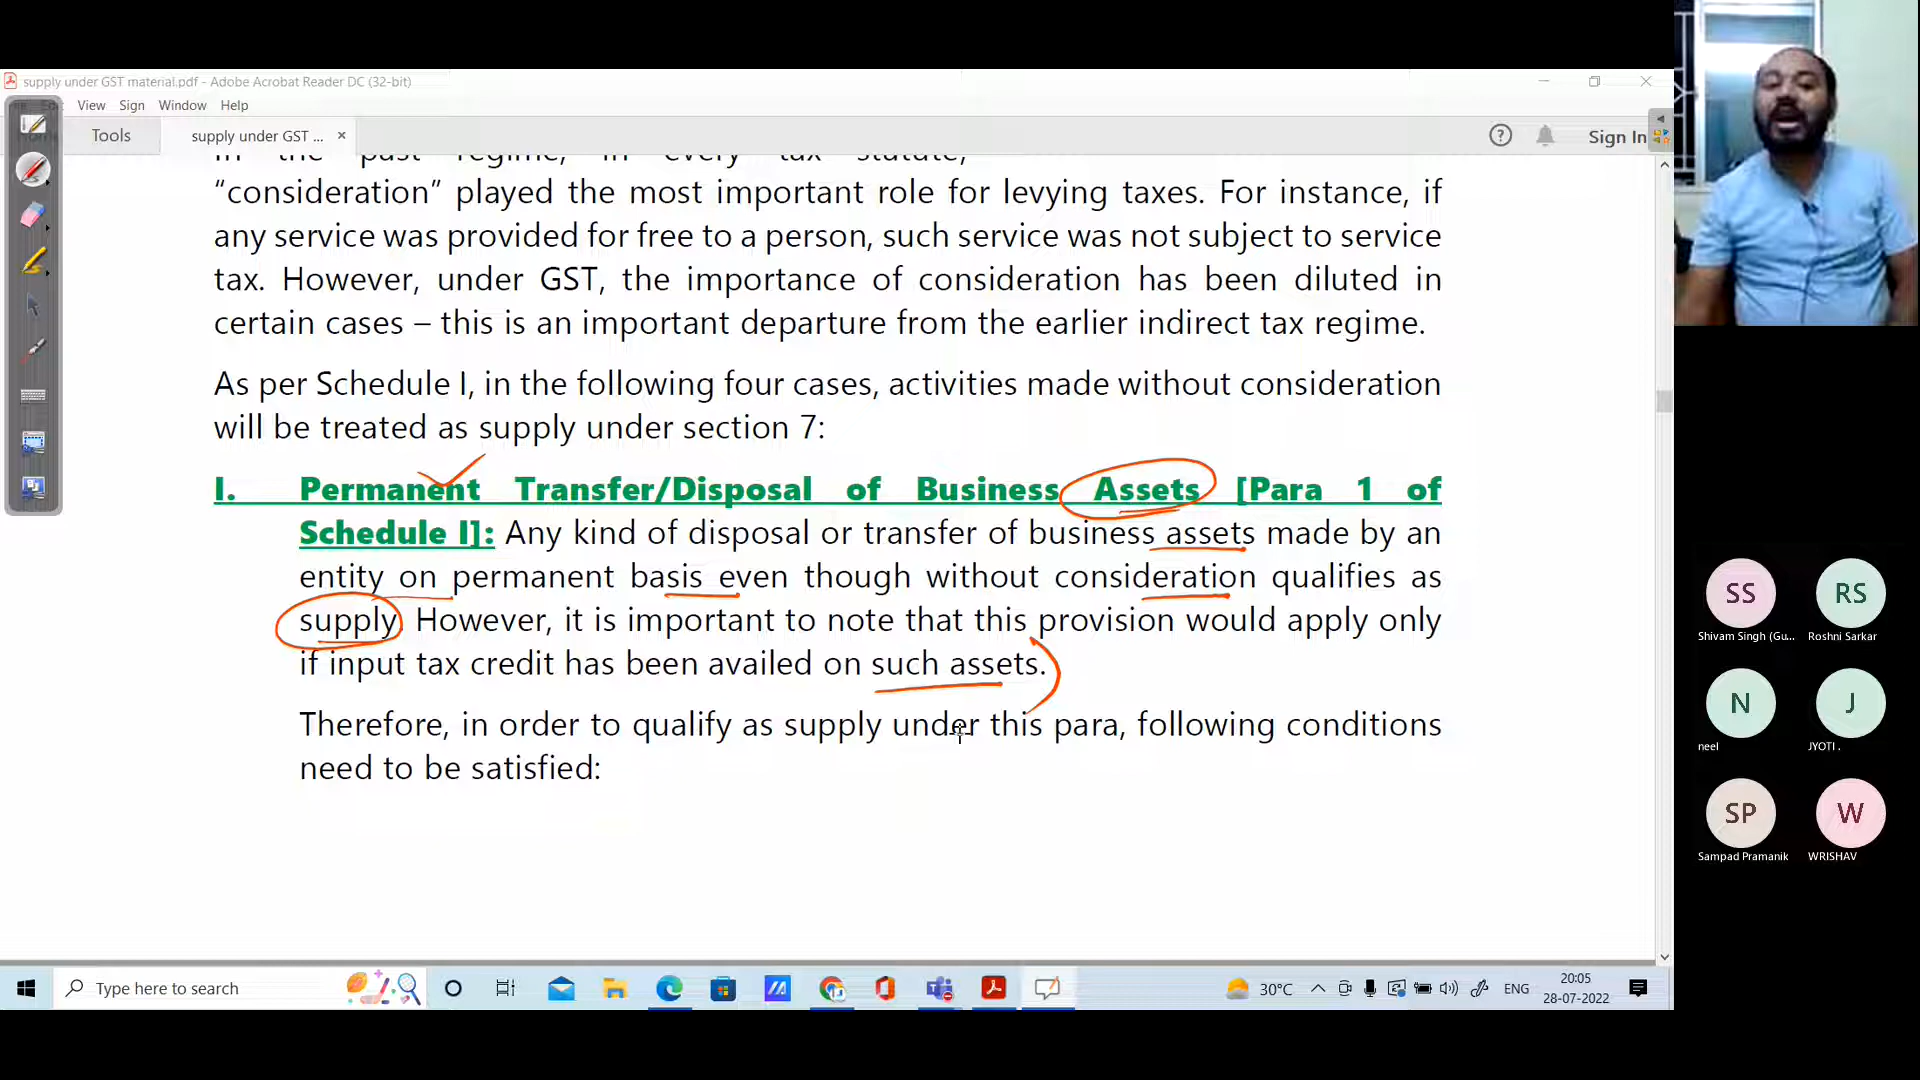 supply under GST material.pdf - Adobe Acrobat Reader DC (32-bit)
View Sign Window Help
Tools
supply under GST ... ×
Sign In
In the past regime, in every tax statute,
“consideration” played the most important role for levying taxes. For instance, if
any service was provided for free to a person, such service was not subject to service
tax. However, under GST, the importance of consideration has been diluted in
certain cases – this is an important departure from the earlier indirect tax regime.
As per Schedule I, in the following four cases, activities made without consideration
will be treated as supply under section 7:
I. Permanent Transfer/Disposal of Business Assets [Para 1 of
Schedule I]: Any kind of disposal or transfer of business assets made by an
entity on permanent basis even though without consideration qualifies as
supply. However, it is important to note that this provision would apply only
if input tax credit has been availed on such assets.
Therefore, in order to qualify as supply under this para, following conditions
need to be satisfied:
SS
RS
Shivam Singh (Gu...
Roshni Sarkar
N
J
neel
JYOTI .
SP
W
Sampad Pramanik
WRISHAV
Type here to search
30°C
ENG
20:05
28-07-2022